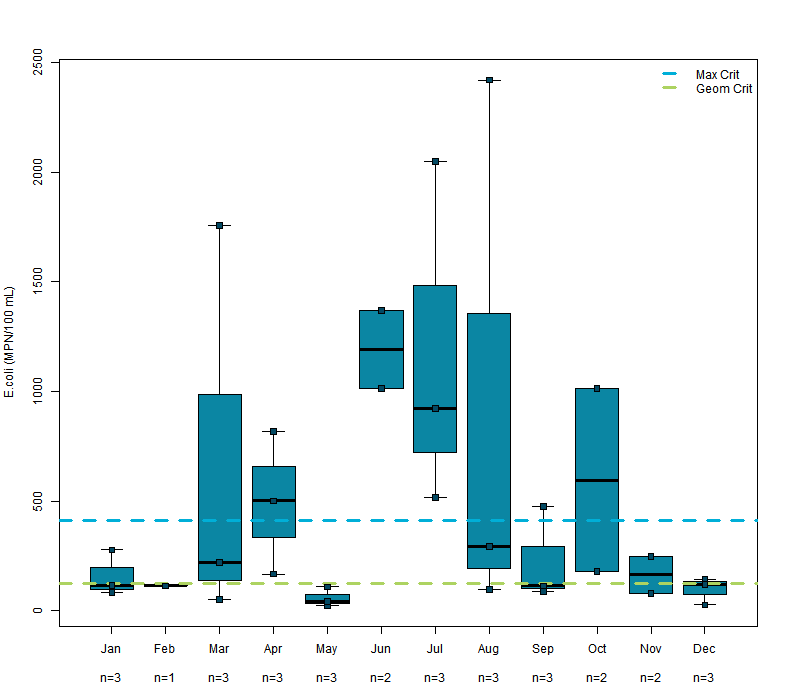 Max Crit
Geom Crit
E.coli (MPN/100 mL)
2500
2000
1500
1000
500
0
Jan Feb Mar Apr May Jun Jul Aug Sep Oct Nov Dec
n=3 n=1 n=3 n=3 n=3 n=2 n=3 n=3 n=3 n=2 n=2 n=3